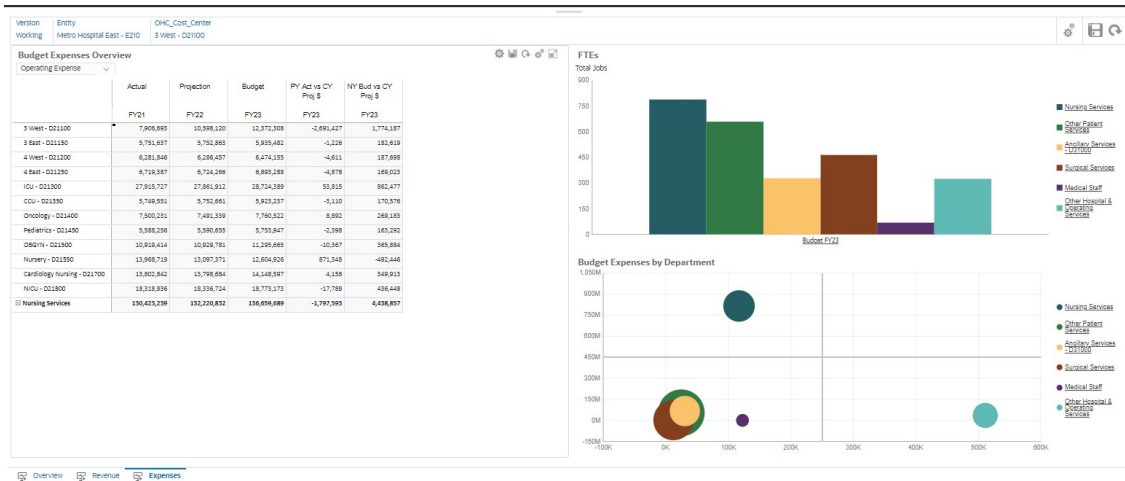 Version Entity OHC_Cost_Center
Working Metro Hospital East - E210 3 West - D21100
Budget Expenses Overview
Operating Expense
Actual Projection Budget PY Act vs CY Proj $ NY Bud vs CY Proj $
FY21 FY22 FY23 FY23 FY23
3 West - D21100 7,906,693 10,598,120 12,372,308 -2,691,427 1,774,187
3 East - D21150 5,751,637 5,752,863 5,935,482 -1,226 182,619
4 West - D21200 6,281,846 6,286,457 6,474,155 -4,611 187,698
4 East - D21250 6,719,587 6,724,266 6,893,288 -4,678 169,023
ICU - D21300 27,915,727 27,861,912 28,724,389 53,815 862,477
CCU - D21350 5,749,551 5,752,661 5,923,237 -3,110 170,576
Oncology - D21400 7,500,231 7,491,339 7,760,522 8,892 269,183
Pediatrics - D21450 5,588,256 5,590,655 5,753,947 -2,398 163,292
OBGYN - D21500 10,919,414 10,929,781 11,295,665 -10,367 365,884
Nursery - D21550 13,968,719 13,097,371 12,604,926 871,348 -492,446
Cardiology Nursing - D21700 13,802,842 13,798,684 14,148,597 4,158 349,913
NICU - D21800 18,318,936 18,336,724 18,773,173 -17,789 436,449
Nursing Services 130,423,239 132,220,832 136,659,689 -1,797,593 4,438,857
FTEs
Total Jobs
900
750
600
450
300
150
0
Budget FY23
Nursing Services
Other Patient
Services
Ancillary Services
- D31000
Surgical Services
Medical Staff
Other Hospital &
Operating
Services
Budget Expenses by Department
1,050M
900M
750M
600M
450M
300M
150M
0M
-150M
-100K 0K 100K 200K 300K 400K 500K 600K
Nursing Services
Other Patient
Services
Ancillary Services
- D31000
Surgical Services
Medical Staff
Other Hospital &
Operating
Services
Overview Revenue Expenses